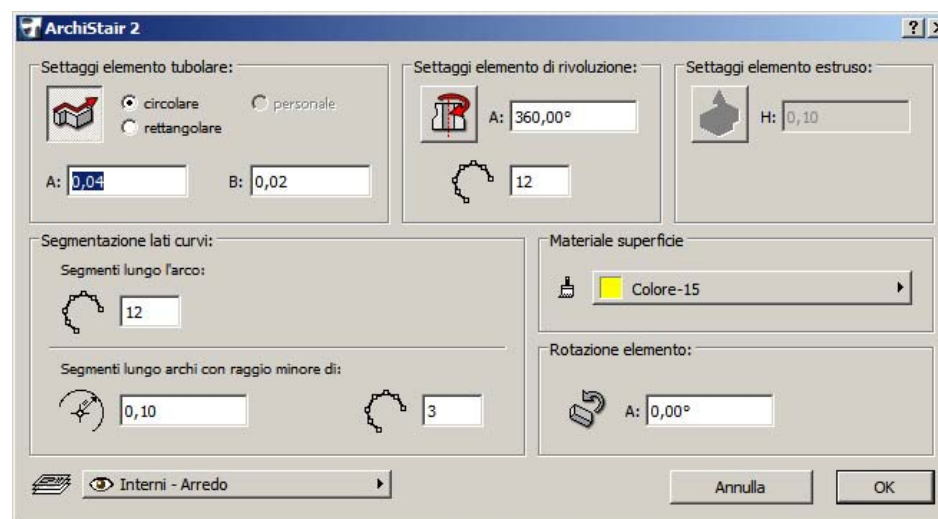 ArchiStair 2
?
Settaggi elemento tubolare:
circolare
personale
rettangolare
A: 0,04
B: 0,02
Settaggi elemento di rivoluzione:
A: 360,00°
12
Settaggi elemento estruso:
H: 0,10
Segmentazione lati curvi:
Segmenti lungo l'arco:
12
Segmenti lungo archi con raggio minore di:
0,10
3
Materiale superficie
Colore-15
Rotazione elemento:
A: 0,00°
Interni - Arredo
Annulla
OK